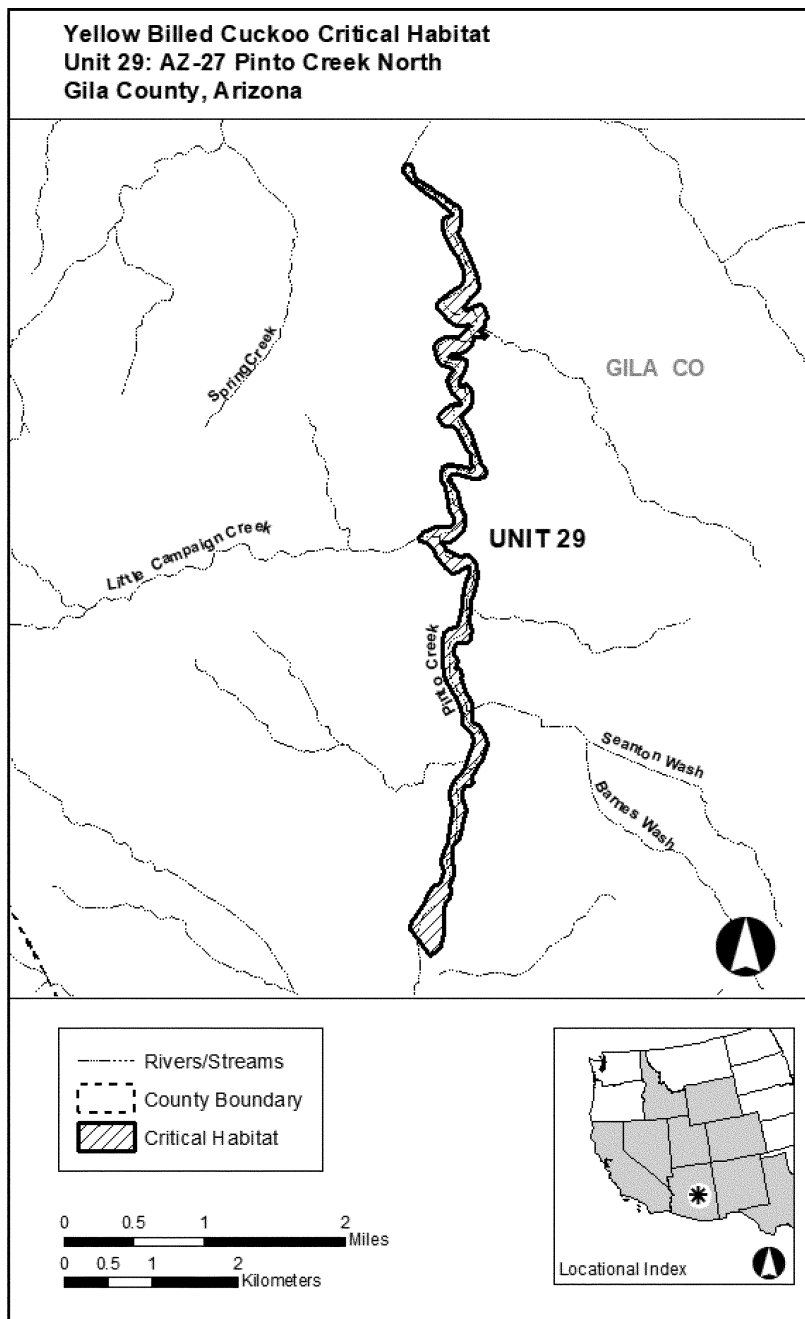 Yellow Billed Cuckoo Critical Habitat
Unit 29: AZ-27 Pinto Creek North
Gila County, Arizona
Spring Creek
GILA CO
UNIT 29
Little Campaign Creek
Pinto Creek
Seanton Wash
Barnes Wash
Rivers/Streams
County Boundary
Critical Habitat
0 0.5 1 2
Miles
0 0.5 1 2
Kilometers
Locational Index